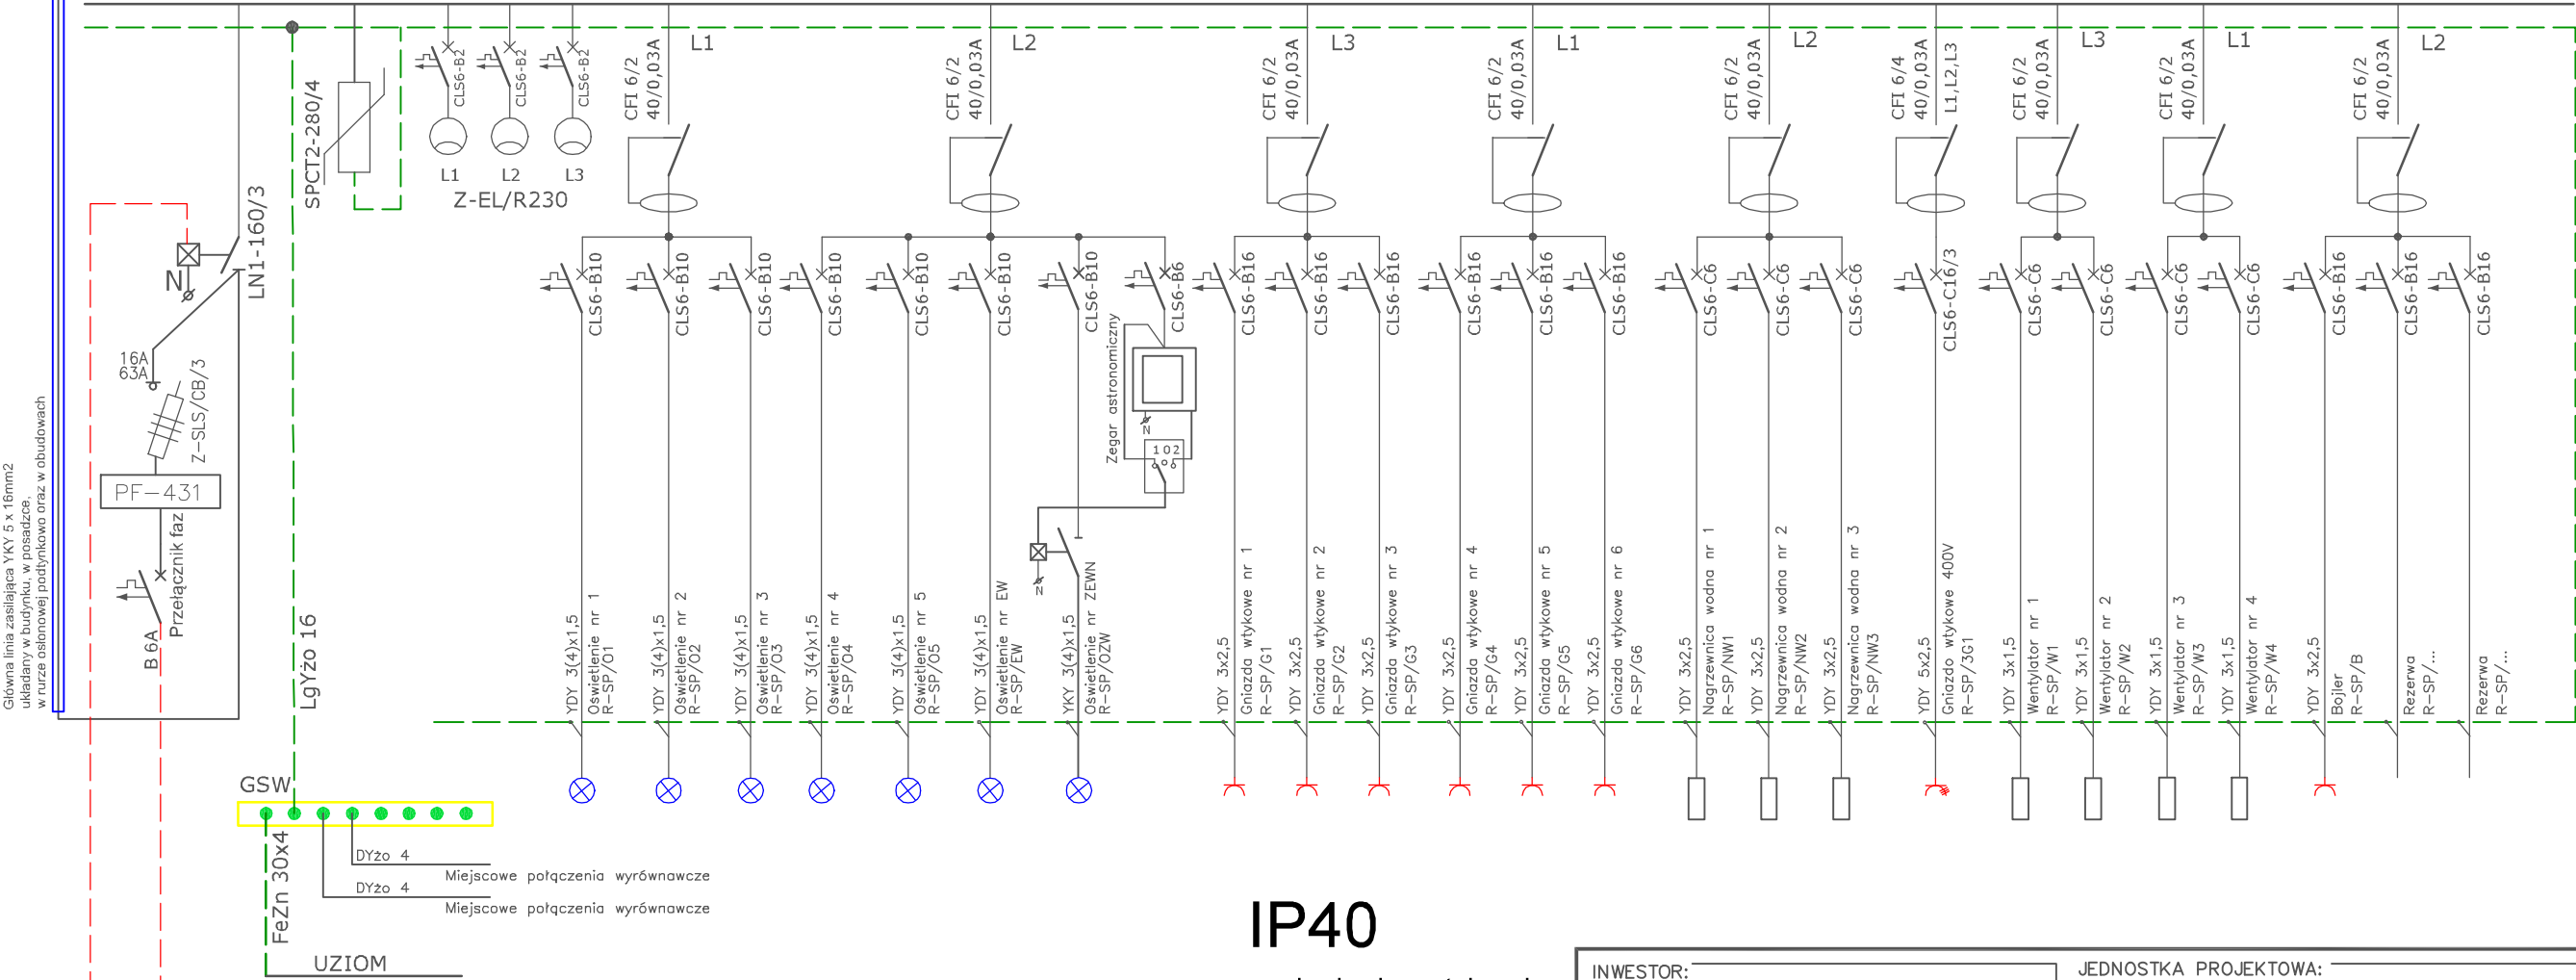 Główna linia zasilająca YKY 5 x 16mm2
układany w budynku, w posadzce,
w rurze osłonowej podtynkowo oraz w obudowach
N
LN1-160/3
16A
63A
Z-SLS/CB/3
PF-431
Przełącznik faz
B 6A
LgYżo 16
SPCT2-280/4
CLS6-B2
CLS6-B2
CLS6-B2
L1
L2
L3
Z-EL/R230
CFI 6/2
40/0,03A
L1
CFI 6/2
40/0,03A
L2
CFI 6/2
40/0,03A
L3
CFI 6/2
40/0,03A
L1
CFI 6/2
40/0,03A
L2
CFI 6/4
40/0,03A
L1,L2,L3
CFI 6/2
40/0,03A
L3
CFI 6/2
40/0,03A
L1
CFI 6/2
40/0,03A
L2
CLS6-B10
CLS6-B10
CLS6-B10
CLS6-B10
CLS6-B10
CLS6-B10
CLS6-B10
CLS6-B6
CLS6-B16
CLS6-B16
CLS6-B16
CLS6-B16
CLS6-B16
CLS6-B16
CLS6-C6
CLS6-C6
CLS6-C6
CLS6-C16/3
CLS6-C6
CLS6-C6
CLS6-C6
CLS6-C6
CLS6-B16
CLS6-B16
CLS6-B16
Zegar astronomiczny
N
1 0 2
N
YDY 3(4)x1,5
Oświetlenie nr 1
R-SP/O1
YDY 3(4)x1,5
Oświetlenie nr 2
R-SP/O2
YDY 3(4)x1,5
Oświetlenie nr 3
R-SP/O3
YDY 3(4)x1,5
Oświetlenie nr 4
R-SP/O4
YDY 3(4)x1,5
Oświetlenie nr 5
R-SP/O5
YDY 3(4)x1,5
Oświetlenie nr EW
R-SP/EW
YKY 3(4)x1,5
Oświetlenie nr ZEWN
R-SP/OZW
YDY 3x2,5
Gniazda wtykowe nr 1
R-SP/G1
YDY 3x2,5
Gniazda wtykowe nr 2
R-SP/G2
YDY 3x2,5
Gniazda wtykowe nr 3
R-SP/G3
YDY 3x2,5
Gniazda wtykowe nr 4
R-SP/G4
YDY 3x2,5
Gniazda wtykowe nr 5
R-SP/G5
YDY 3x2,5
Gniazda wtykowe nr 6
R-SP/G6
YDY 3x2,5
Nagrzewnica wodna nr 1
R-SP/NW1
YDY 3x2,5
Nagrzewnica wodna nr 2
R-SP/NW2
YDY 3x2,5
Nagrzewnica wodna nr 3
R-SP/NW3
YDY 5x2,5
Gniazdo wtykowe 400V
R-SP/3G1
YDY 3x1,5
Wentylator nr 1
R-SP/W1
YDY 3x1,5
Wentylator nr 2
R-SP/W2
YDY 3x1,5
Wentylator nr 3
R-SP/W3
YDY 3x1,5
Wentylator nr 4
R-SP/W4
YDY 3x2,5
Bojler
R-SP/B
Rezerwa
R-SP/...
Rezerwa
R-SP/...
GSW
FeZn 30x4
DYżo 4
Miejscowe połączenia wyrównawcze
DYżo 4
Miejscowe połączenia wyrównawcze
UZIOM
IP40
INWESTOR:
JEDNOSTKA PROJEKTOWA: